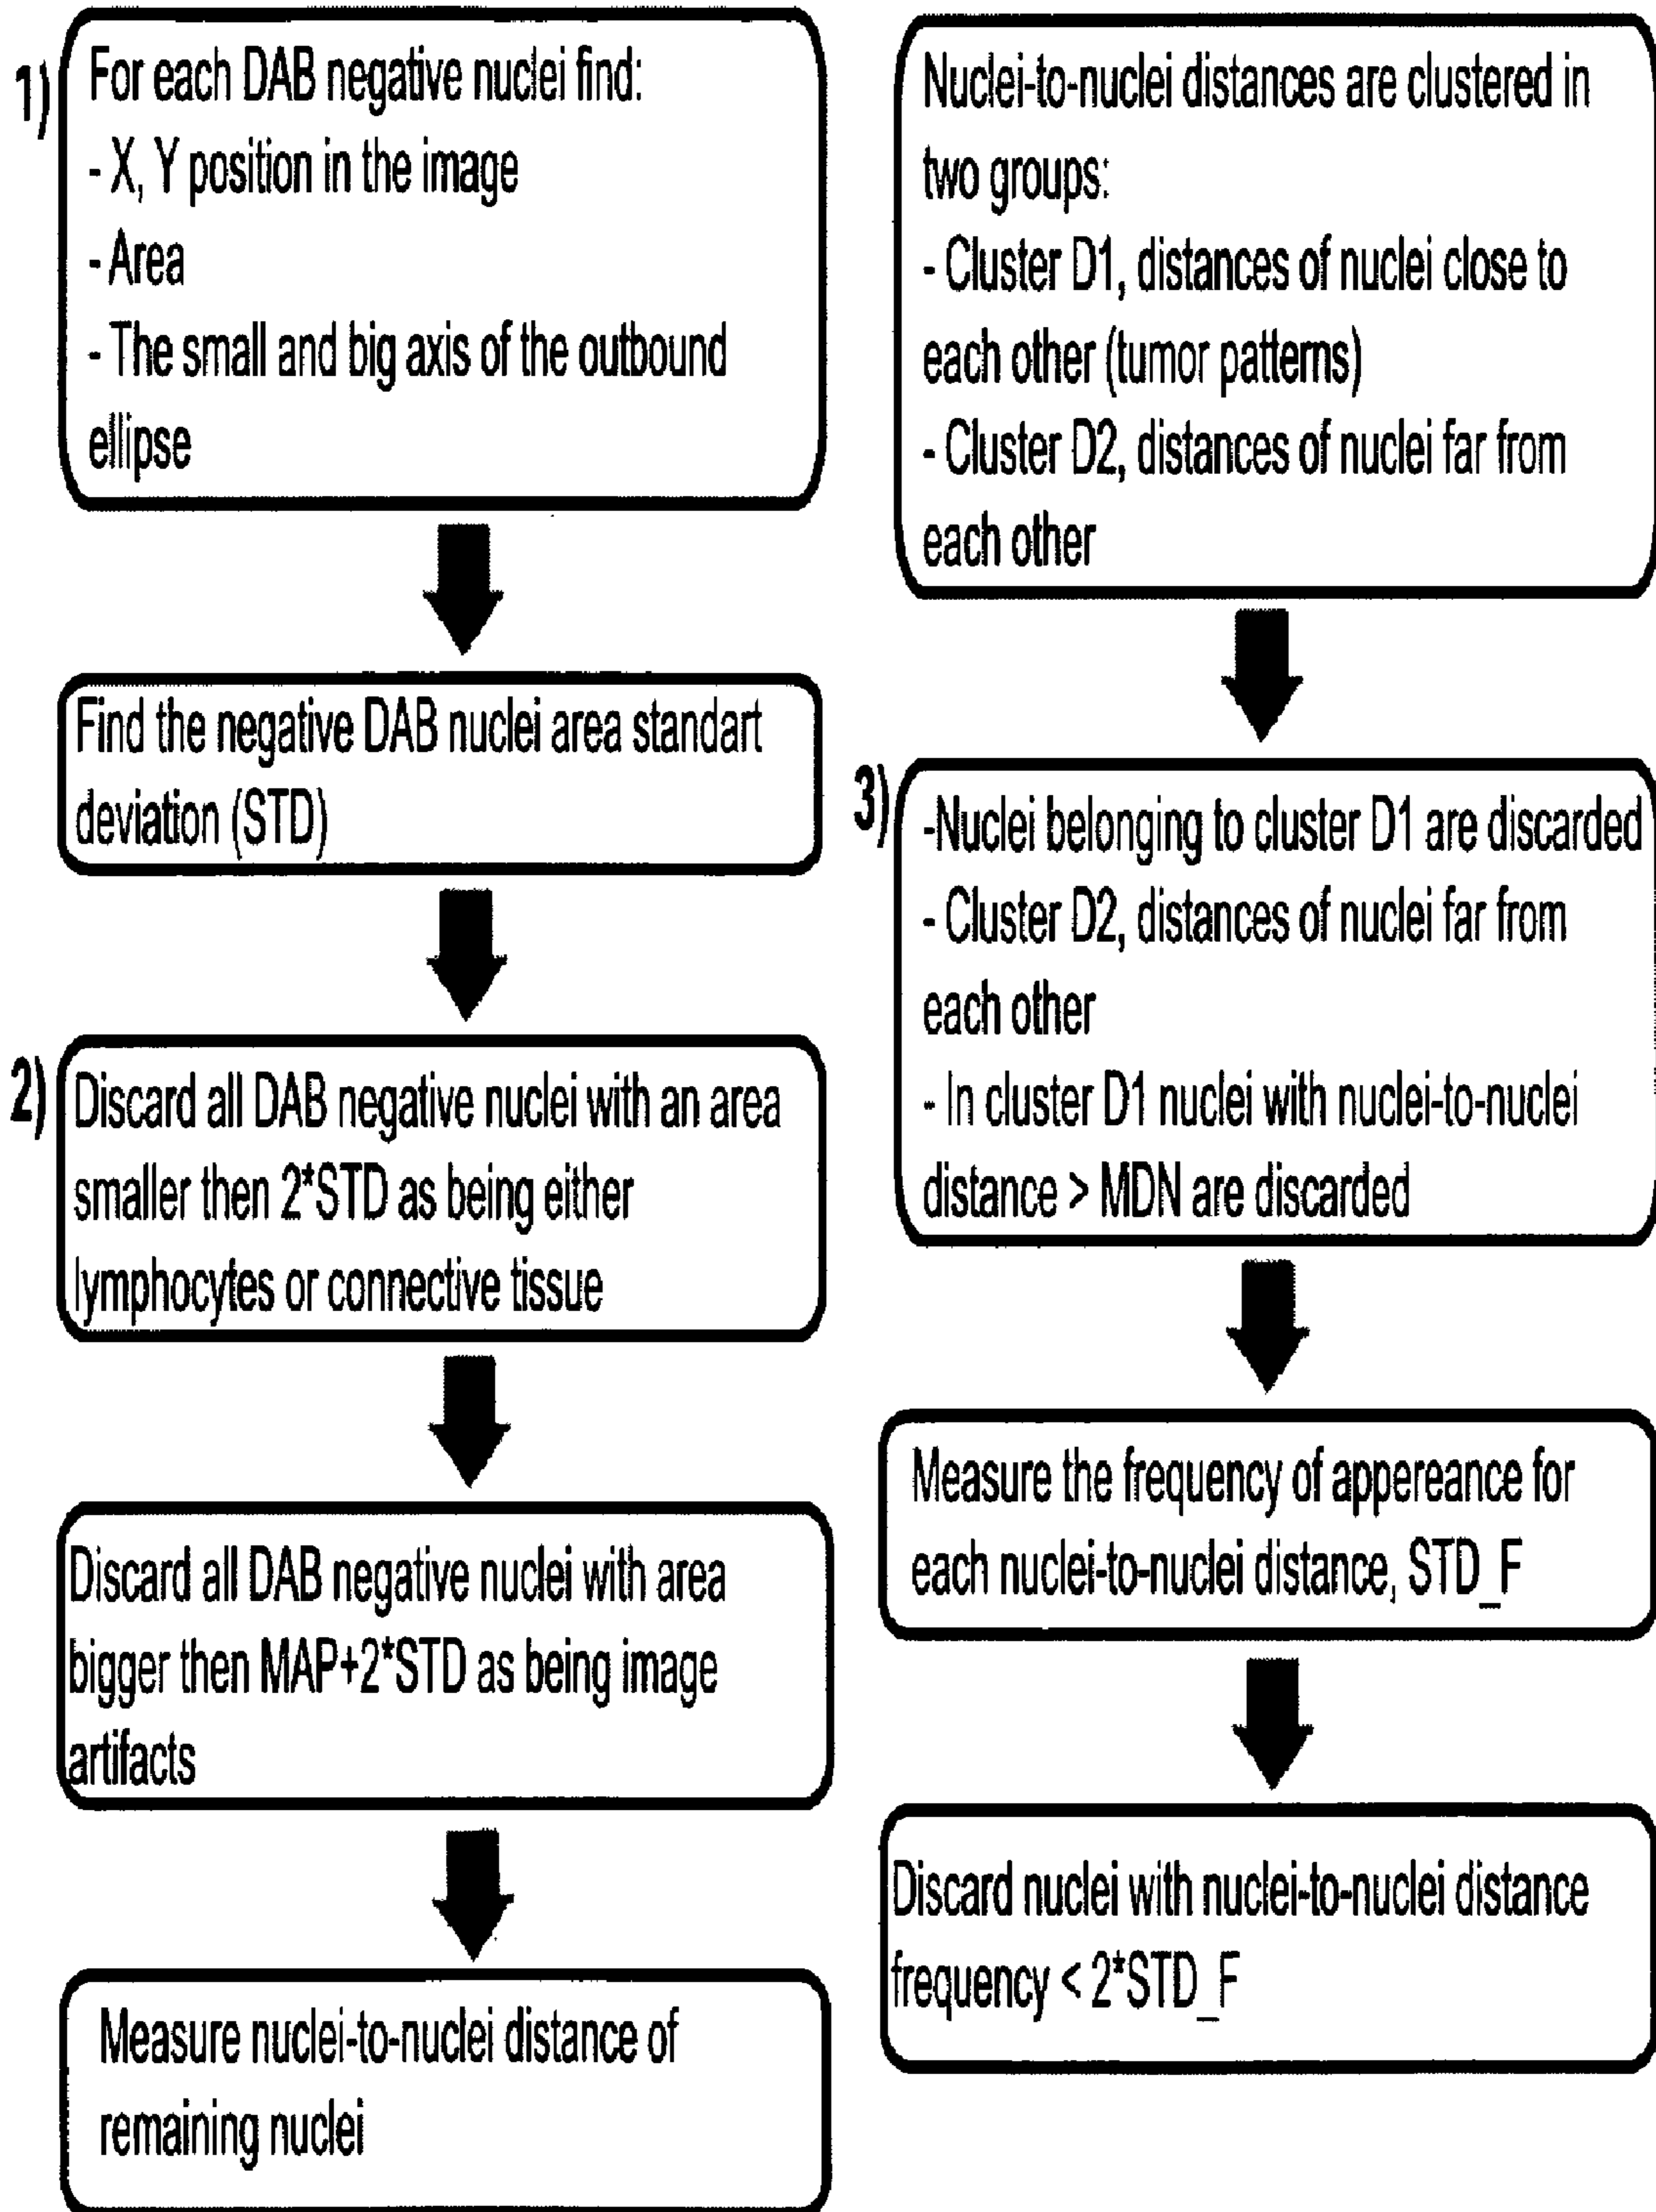 1)
For each DAB negative nuclei find:
- X, Y position in the image
- Area
- The small and big axis of the outbound
ellipse
Find the negative DAB nuclei area standart
deviation (STD)
2)
Discard all DAB negative nuclei with an area
smaller then 2*STD as being either
lymphocytes or connective tissue
Discard all DAB negative nuclei with area
bigger then MAP+2*STD as being image
artifacts
Measure nuclei-to-nuclei distance of
remaining nuclei
Nuclei-to-nuclei distances are clustered in
two groups:
- Cluster D1, distances of nuclei close to
each other (tumor patterns)
- Cluster D2, distances of nuclei far from
each other
3)
-Nuclei belonging to cluster D1 are discarded
- Cluster D2, distances of nuclei far from
each other
- In cluster D1 nuclei with nuclei-to-nuclei
distance > MDN are discarded
Measure the frequency of appereance for
each nuclei-to-nuclei distance, STD_F
Discard nuclei with nuclei-to-nuclei distance
frequency < 2*STD_F